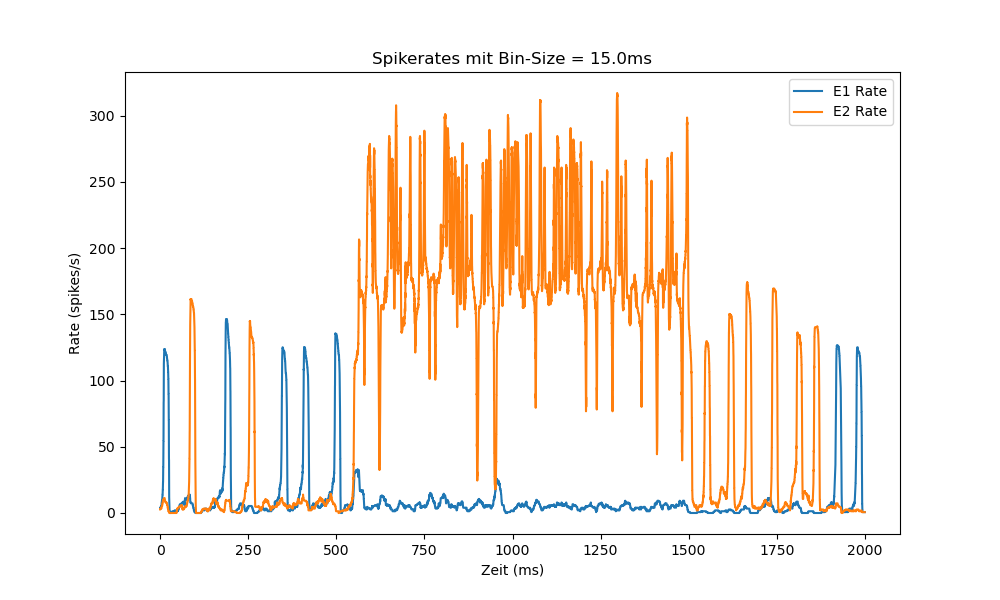 Spikerates mit Bin-Size = 15.0ms
E1 Rate
E2 Rate
Rate (spikes/s)
300
250
200
150
100
50
0
0 250 500 750 1000 1250 1500 1750 2000
Zeit (ms)